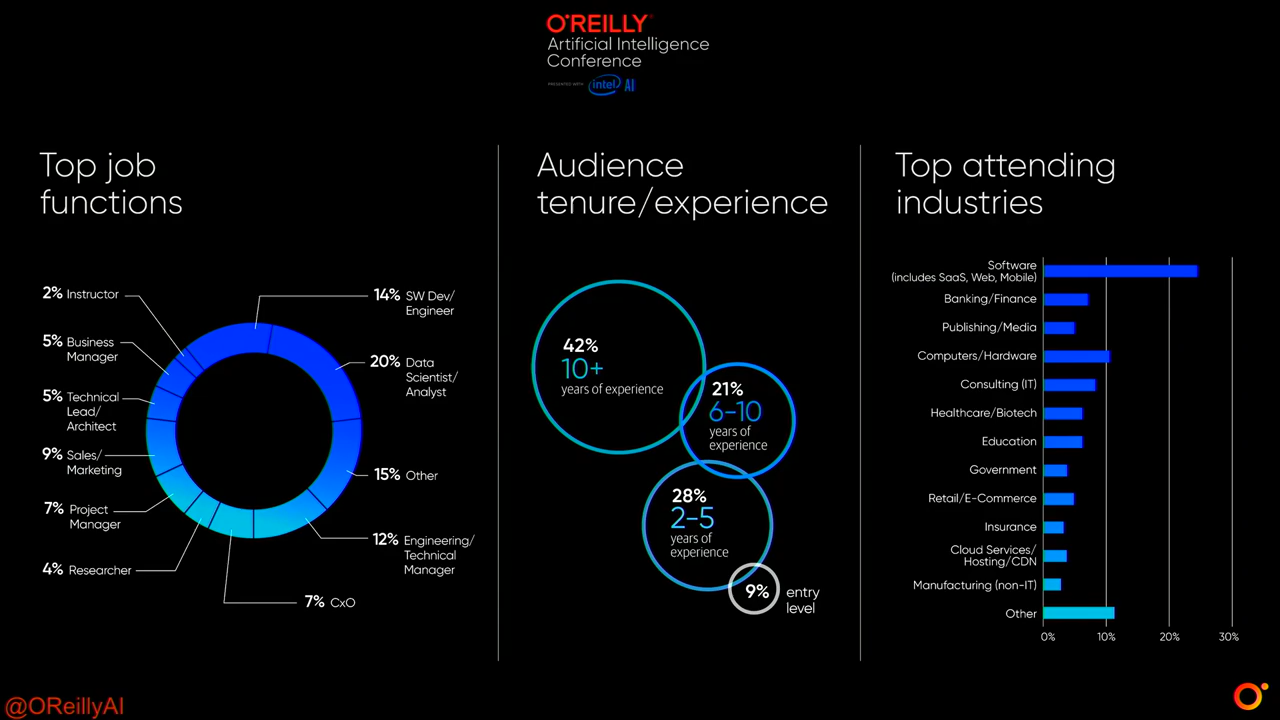 O'REILLY
Artificial Intelligence
Conference
PRESENTED WITH intel AI
Top job
functions
2% Instructor
5% Business
Manager
5% Technical
Lead/
Architect
9% Sales/
Marketing
7% Project
Manager
4% Researcher
14% SW Dev/
Engineer
20% Data
Scientist/
Analyst
15% Other
12% Engineering/
Technical
Manager
7% CxO
Audience
tenure/experience
42%
10+
years of experience
21%
6–10
years of
experience
28%
2–5
years of
experience
9% entry
level
Top attending
industries
Software
(includes SaaS, Web, Mobile)
Banking/Finance
Publishing/Media
Computers/Hardware
Consulting (IT)
Healthcare/Biotech
Education
Government
Retail/E-Commerce
Insurance
Cloud Services/
Hosting/CDN
Manufacturing (non-IT)
Other
0% 10% 20% 30%
@OReillyAI